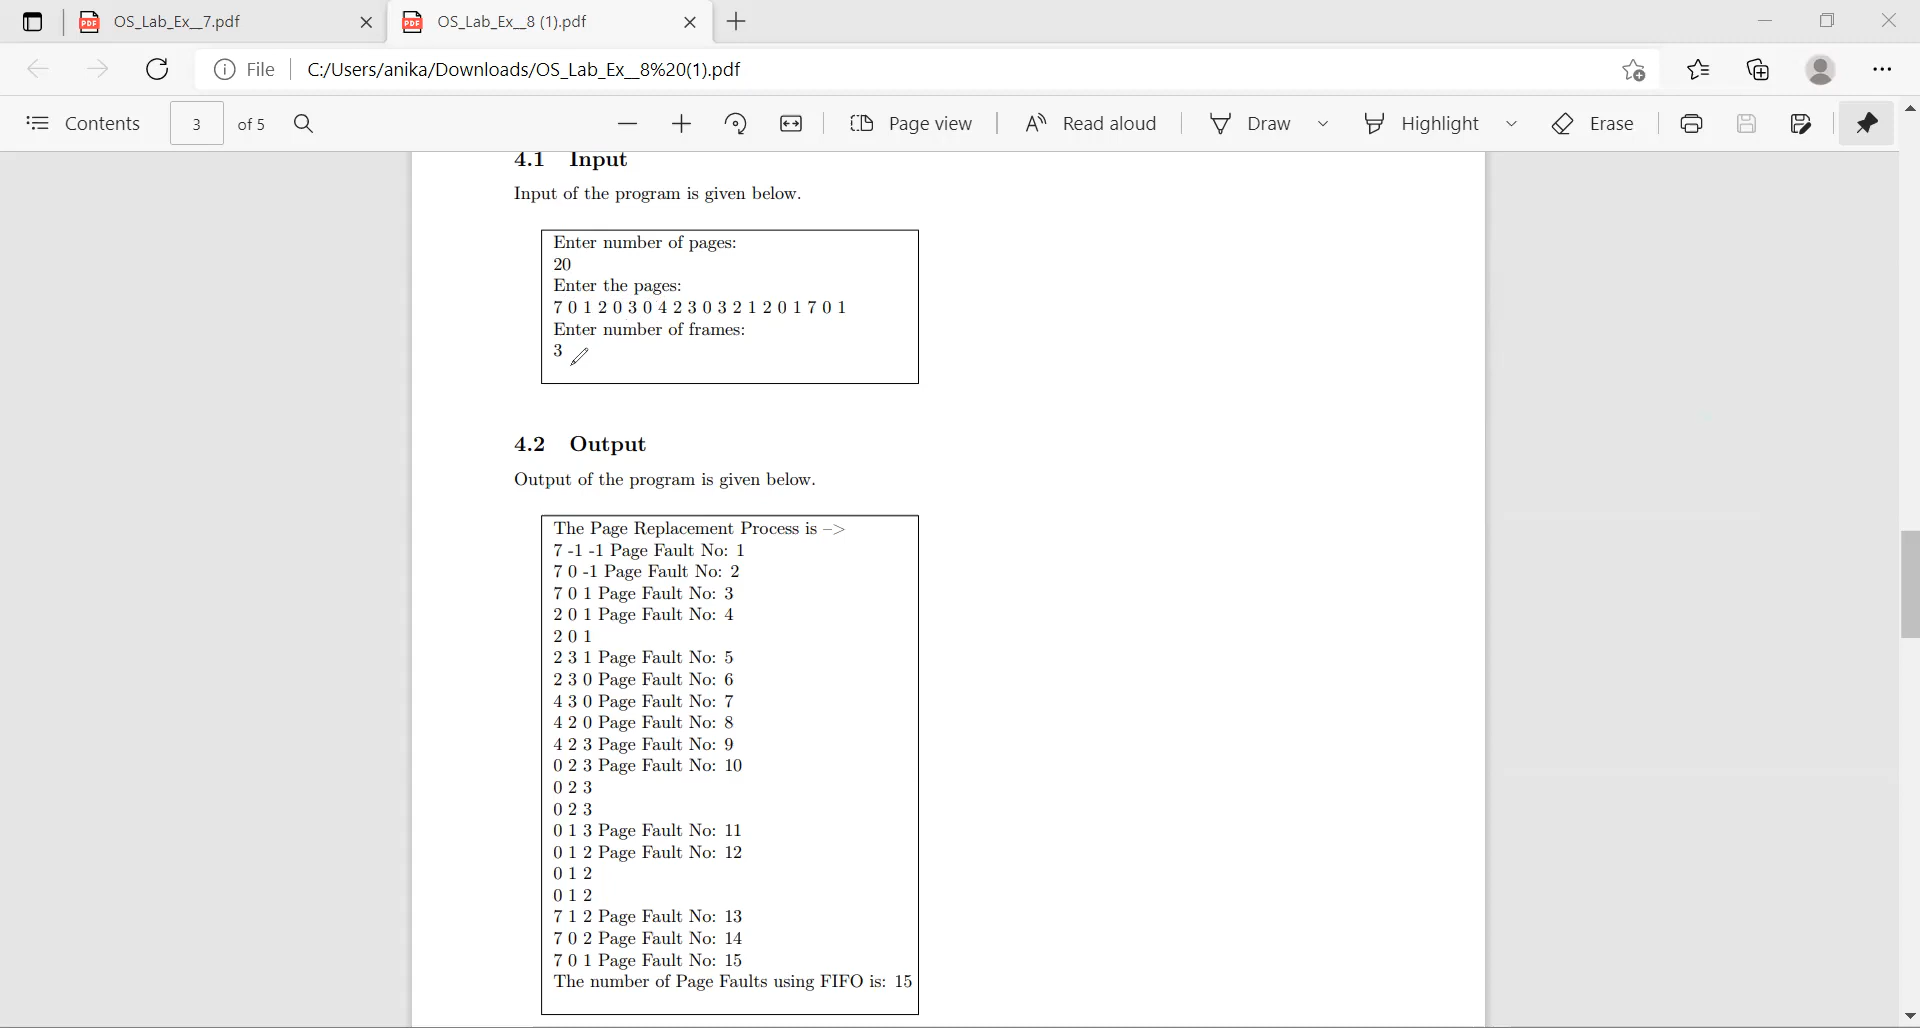 OS_Lab_Ex__7.pdf
OS_Lab_Ex__8 (1).pdf
File
C:/Users/anika/Downloads/OS_Lab_Ex__8%20(1).pdf
Contents
3
of 5
Page view
Read aloud
Draw
Highlight
Erase
4.1 Input
Input of the program is given below.
Enter number of pages:
20
Enter the pages:
7 0 1 2 0 3 0 4 2 3 0 3 2 1 2 0 1 7 0 1
Enter number of frames:
3
4.2 Output
Output of the program is given below.
The Page Replacement Process is –>
7 -1 -1 Page Fault No: 1
7 0 -1 Page Fault No: 2
7 0 1 Page Fault No: 3
2 0 1 Page Fault No: 4
2 0 1
2 3 1 Page Fault No: 5
2 3 0 Page Fault No: 6
4 3 0 Page Fault No: 7
4 2 0 Page Fault No: 8
4 2 3 Page Fault No: 9
0 2 3 Page Fault No: 10
0 2 3
0 2 3
0 1 3 Page Fault No: 11
0 1 2 Page Fault No: 12
0 1 2
0 1 2
7 1 2 Page Fault No: 13
7 0 2 Page Fault No: 14
7 0 1 Page Fault No: 15
The number of Page Faults using FIFO is: 15